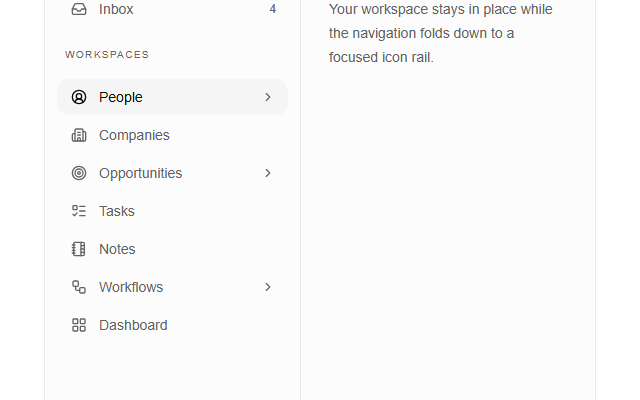 Inbox 4
WORKSPACES
People
Companies
Opportunities
Tasks
Notes
Workflows
Dashboard
Your workspace stays in place while
the navigation folds down to a
focused icon rail.